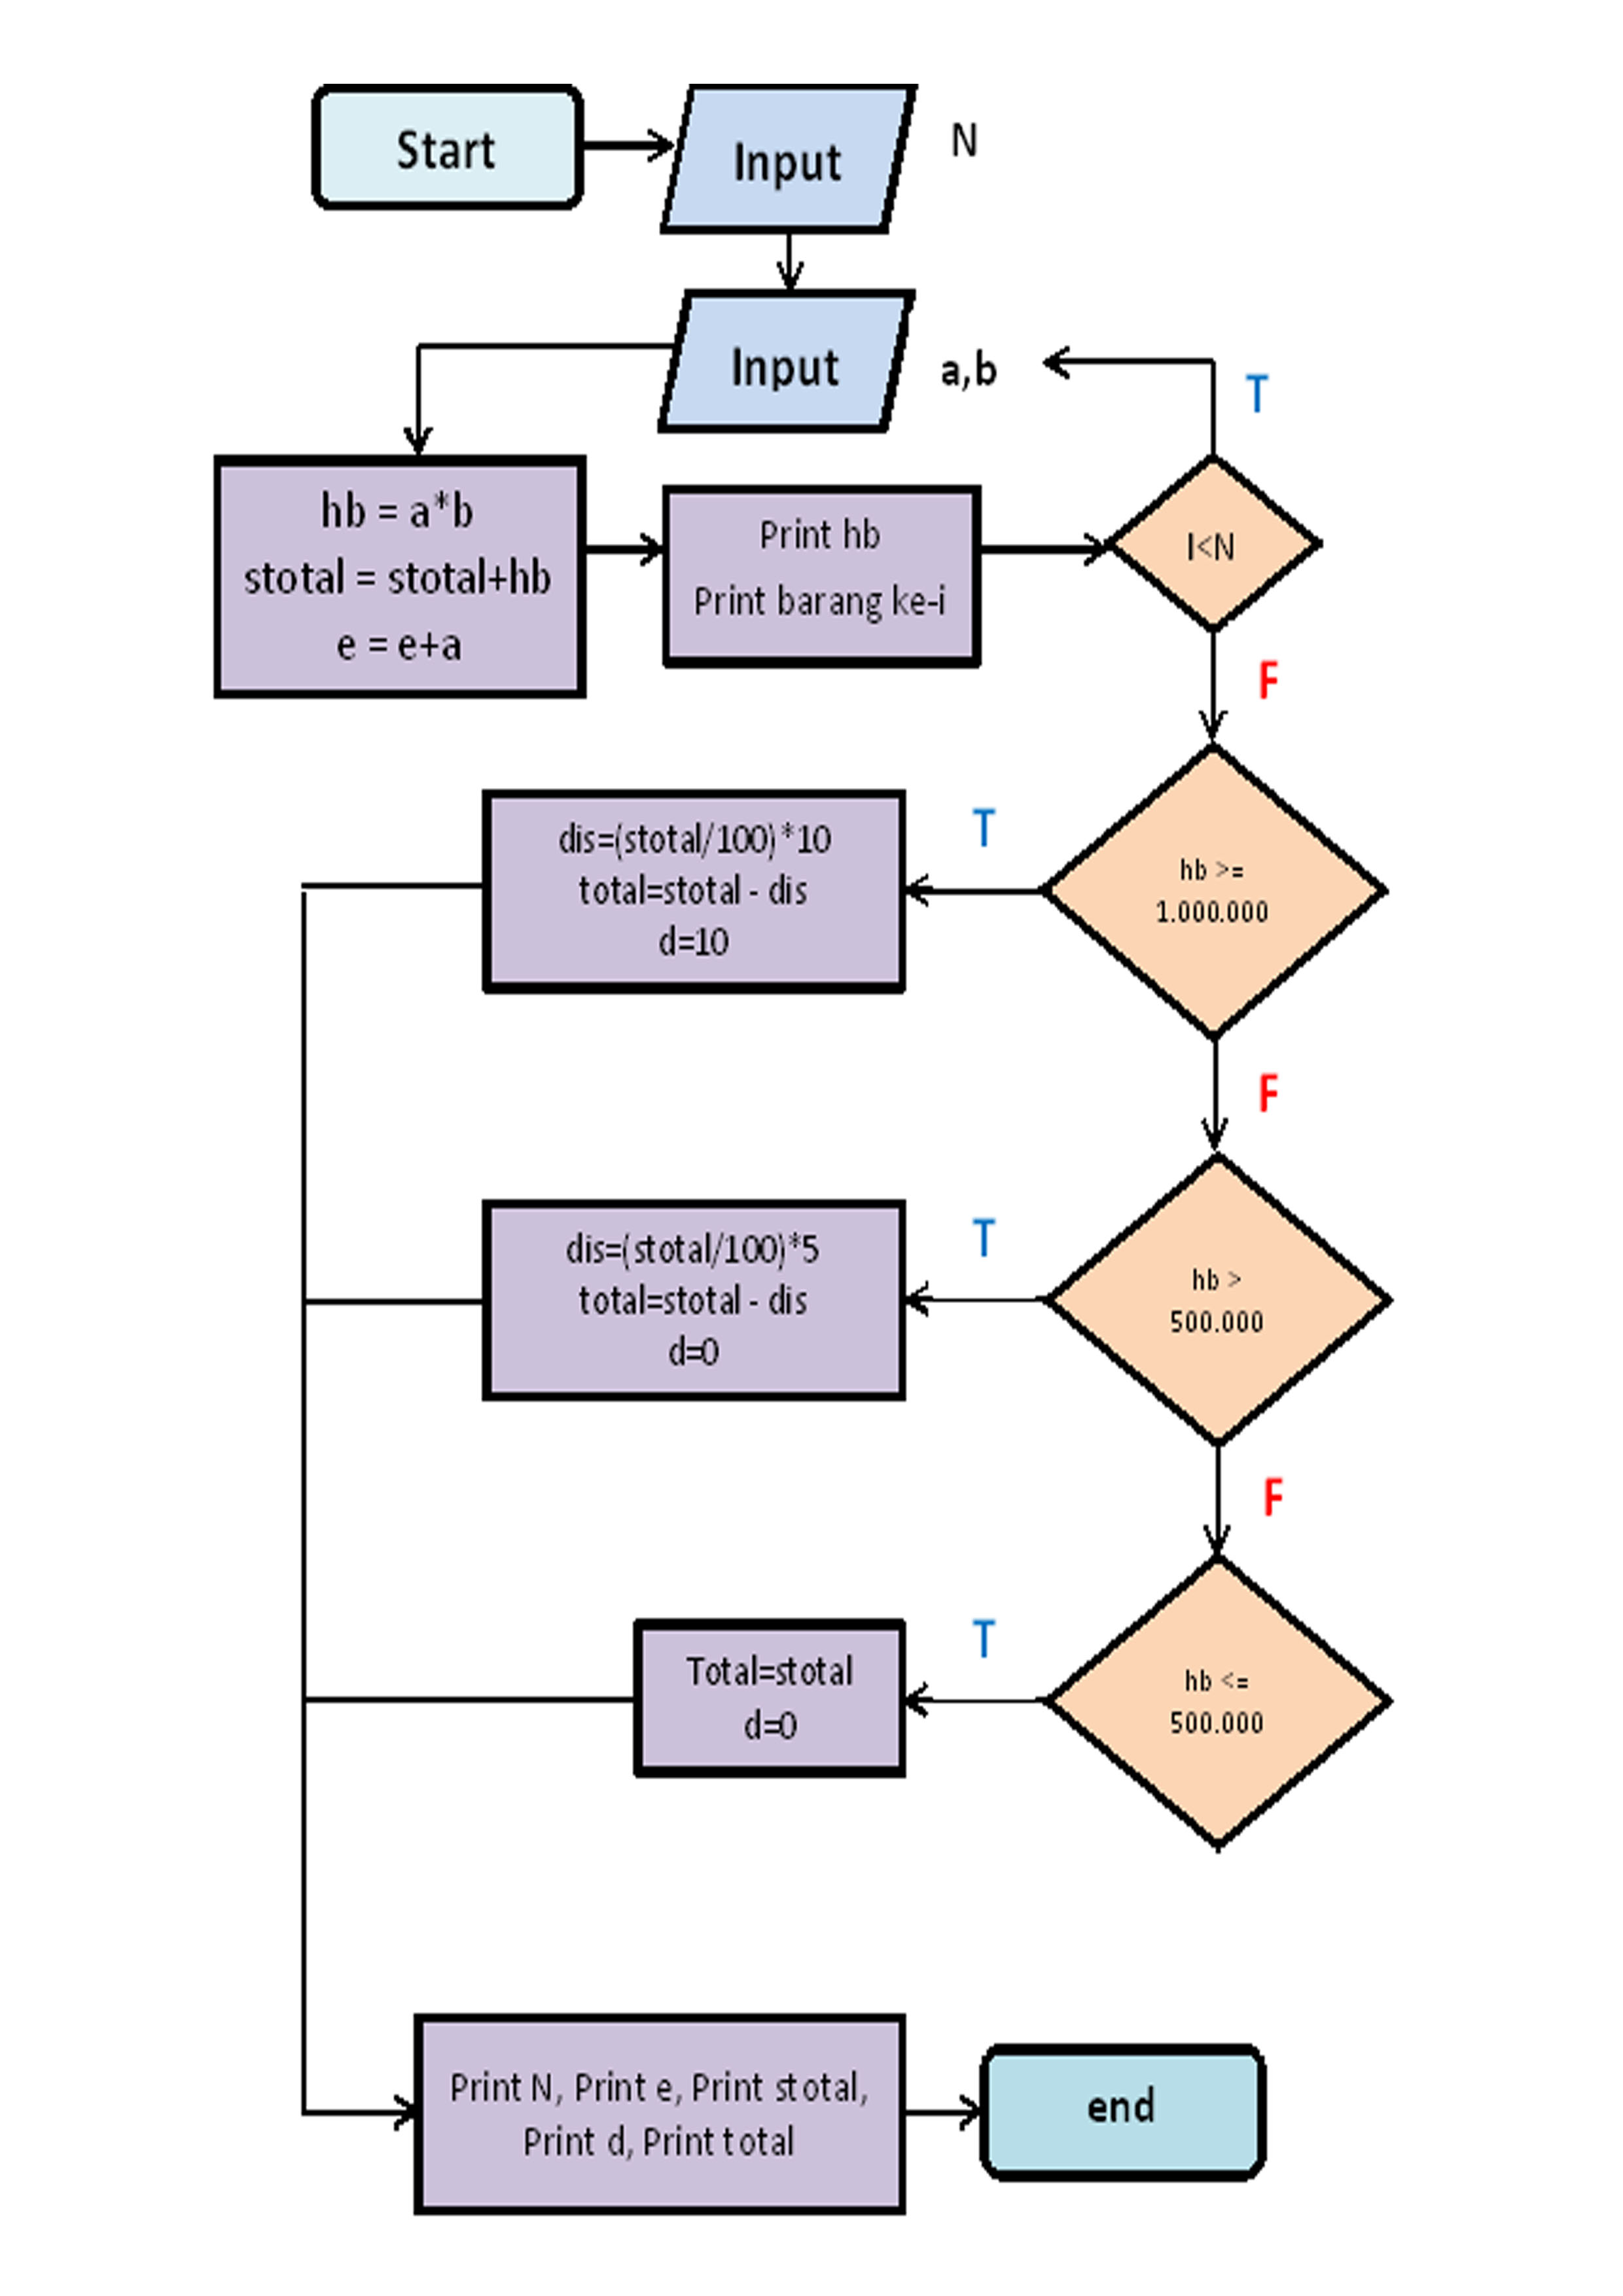 Start
Input
N
Input
a,b
T
hb = a*b
stotal = stotal+hb
e = e+a
Print hb
Print barang ke-i
I<N
F
dis=(stotal/100)*10
total=stotal - dis
d=10
T
hb >=
1.000.000
F
dis=(stotal/100)*5
total=stotal - dis
d=0
T
hb >
500.000
F
Total=stotal
d=0
T
hb <=
500.000
Print N, Print e, Print stotal,
Print d, Print total
end